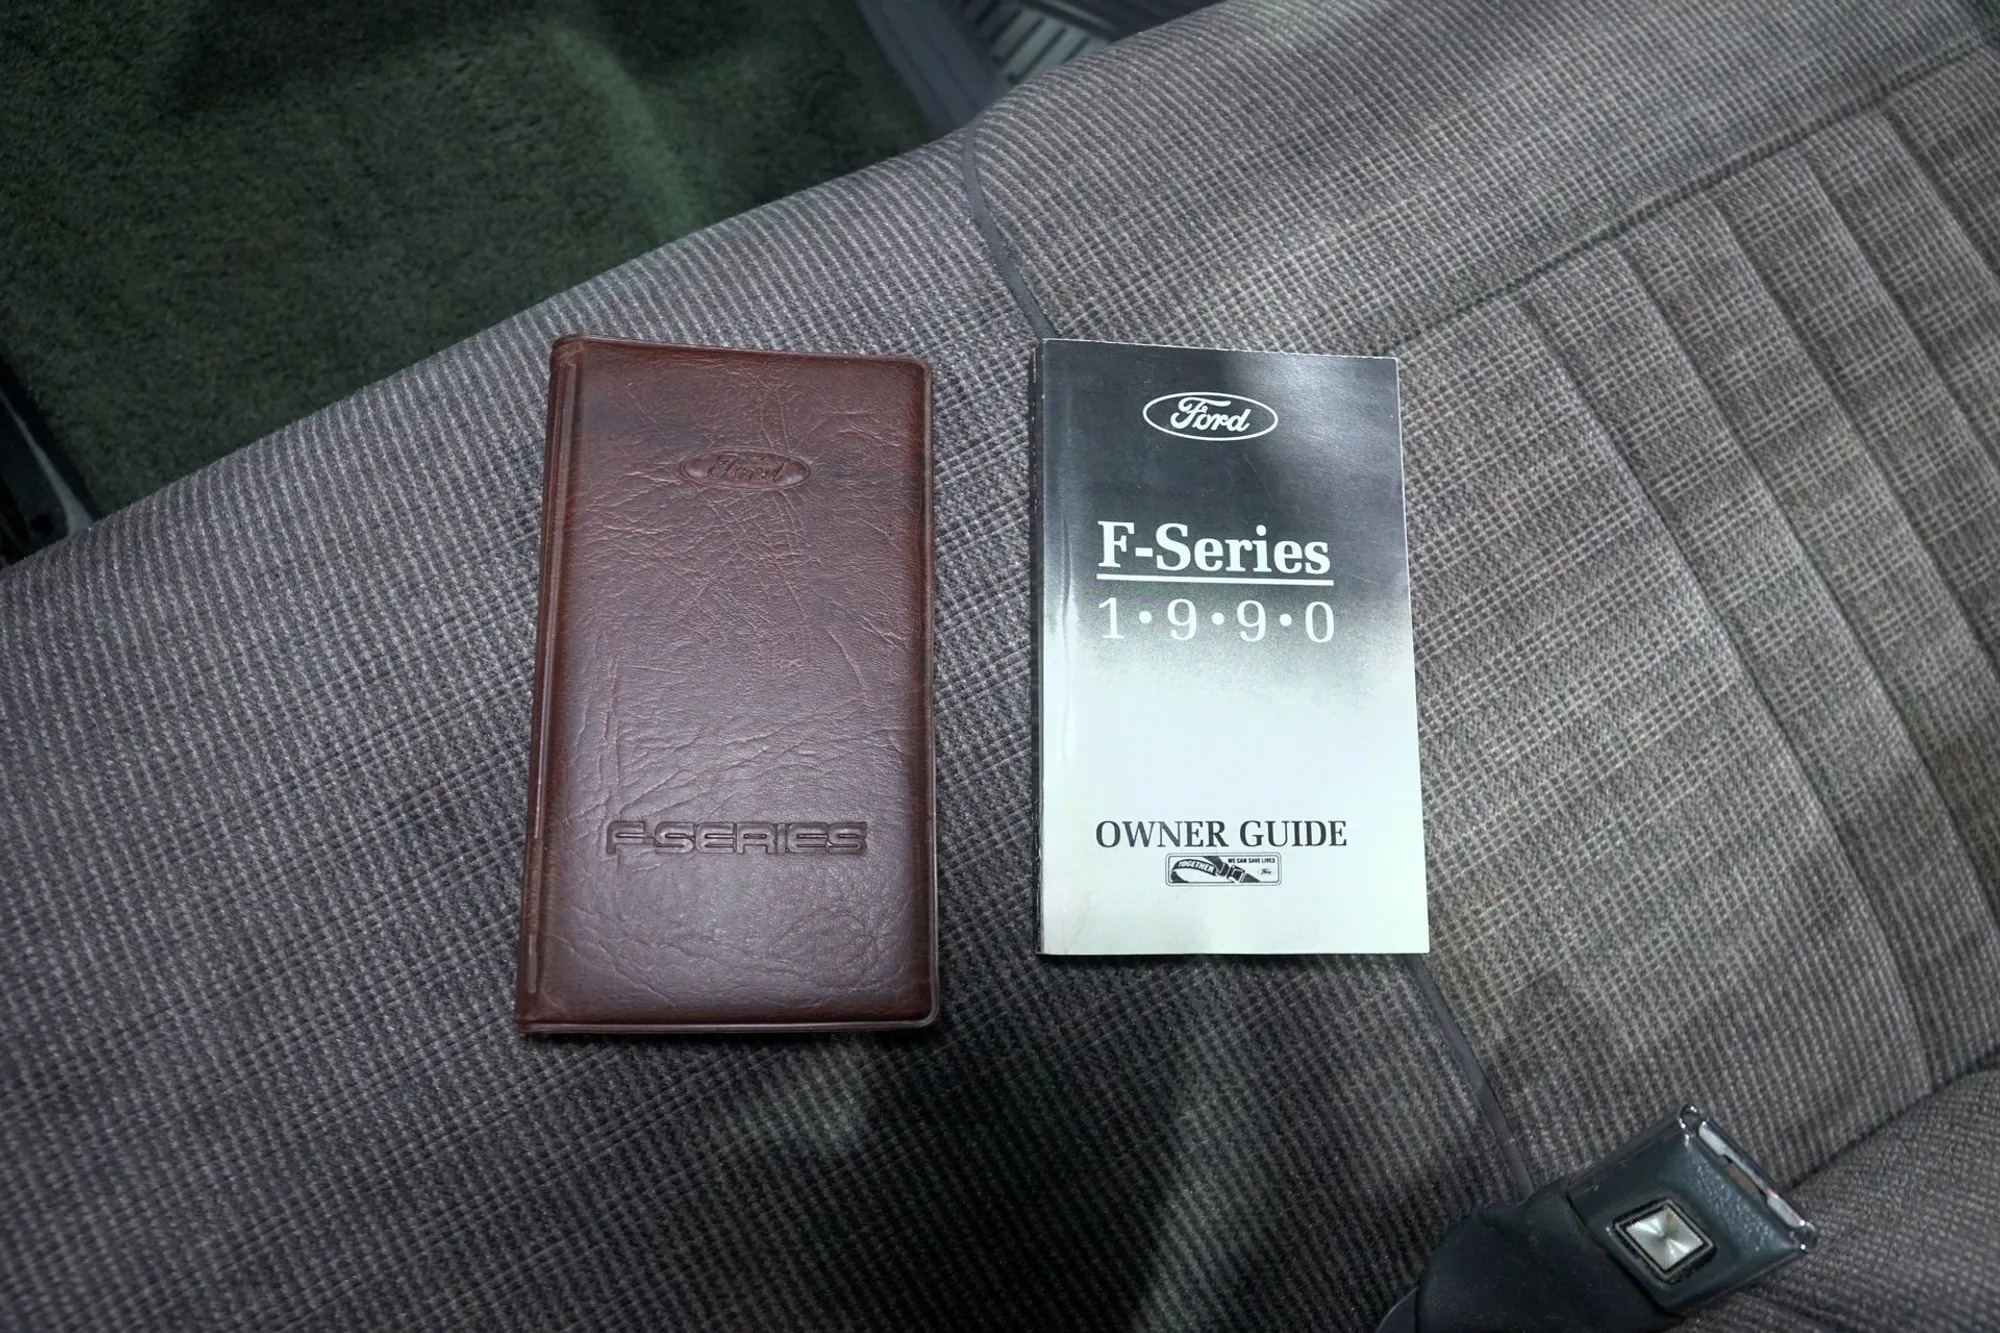 Ford
F-SERIES
Ford
F-Series
1•9•9•0
OWNER GUIDE
TOGETHER
WE CAN SAVE LIVES
Ford